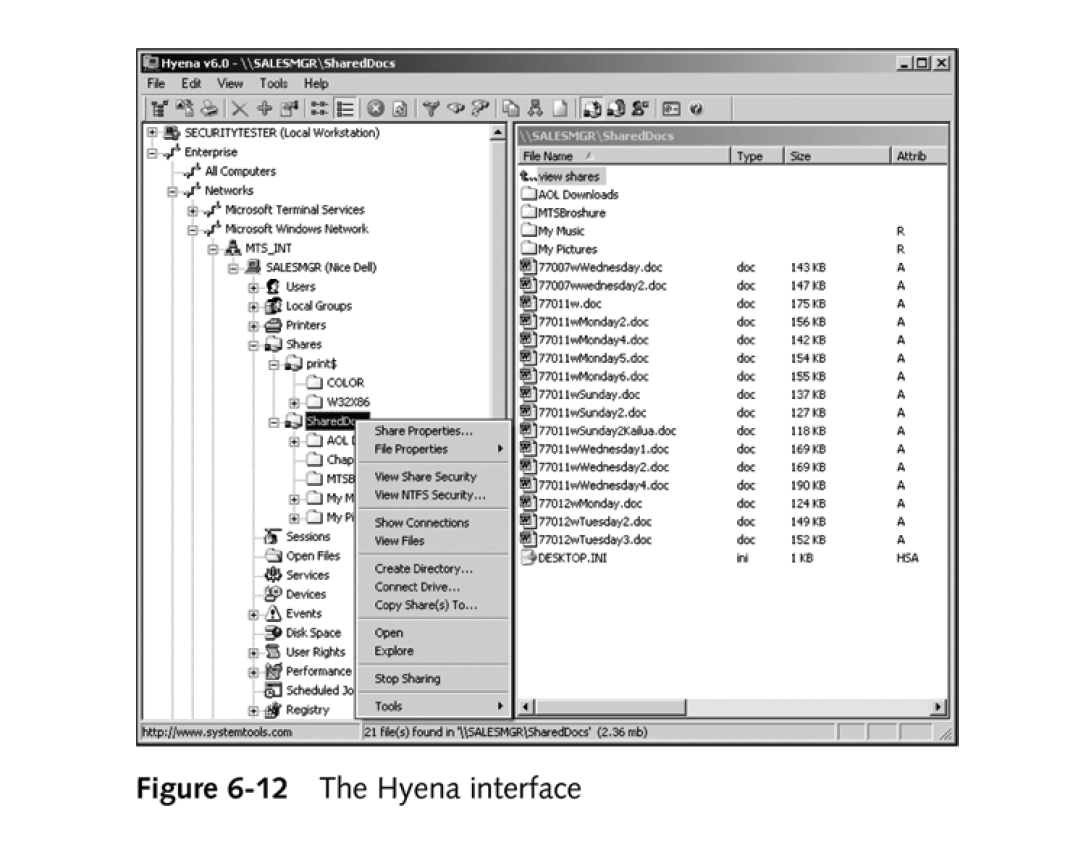 Hyena v6.0 - \\SALESMGR\SharedDocs
File Edit View Tools Help
SECURITYTESTER (Local Workstation)
Enterprise
All Computers
Networks
Microsoft Terminal Services
Microsoft Windows Network
MTS_INT
SALESMGR (Nice Dell)
Users
Local Groups
Printers
Shares
print$
COLOR
W32X86
SharedDo
AOL D
Chap
MTSB
My M
My Pi
Sessions
Open Files
Services
Devices
Events
Disk Space
User Rights
Performance
Scheduled Jo
Registry
Share Properties...
File Properties
View Share Security
View NTFS Security...
Show Connections
View Files
Create Directory...
Connect Drive...
Copy Share(s) To...
Open
Explore
Stop Sharing
Tools
\\SALESMGR\SharedDocs
File Name Type Size Attrib
..view shares
AOL Downloads
MTSBroshure
My Music R
My Pictures R
77007wWednesday.doc doc 143 KB A
77007wwednesday2.doc doc 147 KB A
77011w.doc doc 175 KB A
77011wMonday2.doc doc 156 KB A
77011wMonday4.doc doc 142 KB A
77011wMonday5.doc doc 154 KB A
77011wMonday6.doc doc 155 KB A
77011wSunday.doc doc 137 KB A
77011wSunday2.doc doc 127 KB A
77011wSunday2Kailua.doc doc 118 KB A
77011wWednesday1.doc doc 169 KB A
77011wWednesday2.doc doc 169 KB A
77011wWednesday4.doc doc 190 KB A
77012wMonday.doc doc 124 KB A
77012wTuesday2.doc doc 149 KB A
77012wTuesday3.doc doc 152 KB A
DESKTOP.INI ini 1 KB HSA
http://www.systemtools.com 21 file(s) found in '\\SALESMGR\SharedDocs' (2.36 mb)
Figure 6-12 The Hyena interface